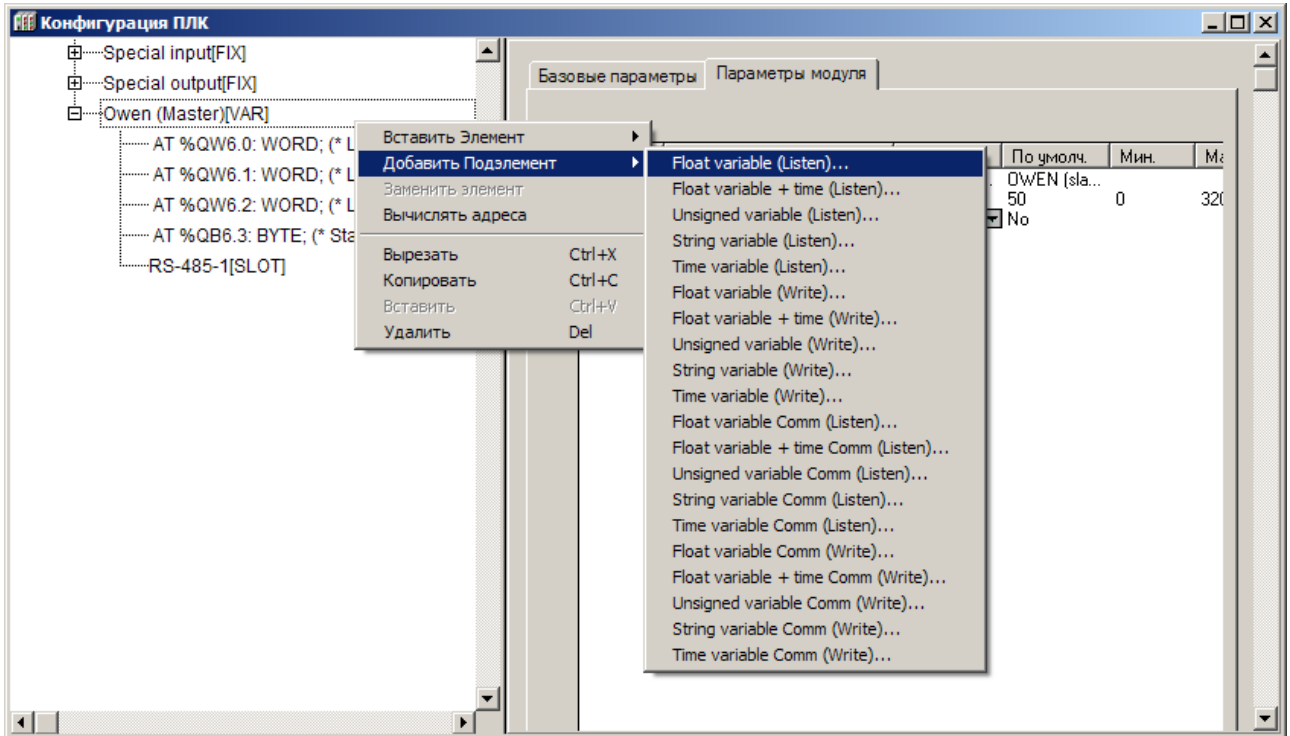 Конфигурация ПЛК
Special input[FIX]
Special output[FIX]
Owen (Master)[VAR]
AT %QW6.0: WORD; (* L
AT %QW6.1: WORD; (* L
AT %QW6.2: WORD; (* L
AT %QB6.3: BYTE; (* Sta
RS-485-1[SLOT]
Базовые параметры
Параметры модуля
По умолч. Мин.
OWEN (sla...
50 0 320
No
Вставить Элемент
Добавить Подэлемент
Заменить элемент
Вычислять адреса
Вырезать Ctrl+X
Копировать Ctrl+C
Вставить Ctrl+V
Удалить Del
Float variable (Listen)...
Float variable + time (Listen)...
Unsigned variable (Listen)...
String variable (Listen)...
Time variable (Listen)...
Float variable (Write)...
Float variable + time (Write)...
Unsigned variable (Write)...
String variable (Write)...
Time variable (Write)...
Float variable Comm (Listen)...
Float variable + time Comm (Listen)...
Unsigned variable Comm (Listen)...
String variable Comm (Listen)...
Time variable Comm (Listen)...
Float variable Comm (Write)...
Float variable + time Comm (Write)...
Unsigned variable Comm (Write)...
String variable Comm (Write)...
Time variable Comm (Write)...